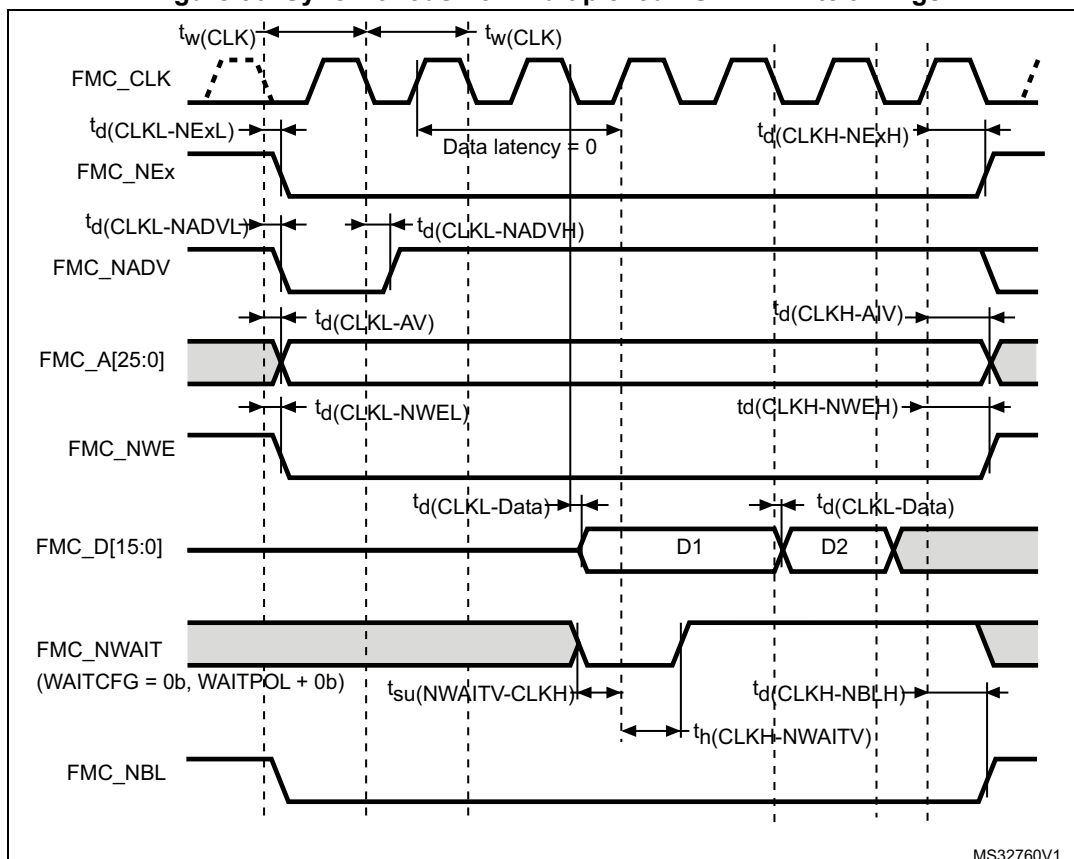 tw(CLK) tw(CLK)
FMC_CLK
td(CLKL-NExL) Data latency = 0 td(CLKH-NExH)
FMC_NEx
td(CLKL-NADVL) td(CLKL-NADVH)
FMC_NADV
td(CLKL-AV) td(CLKH-AIV)
FMC_A[25:0]
td(CLKL-NWEL) td(CLKH-NWEH)
FMC_NWE
td(CLKL-Data) td(CLKL-Data)
FMC_D[15:0] D1 D2
FMC_NWAIT
(WAITCFG = 0b, WAITPOL + 0b)
tsu(NWAITV-CLKH) td(CLKH-NBLH)
th(CLKH-NWAITV)
FMC_NBL
MS32760V1